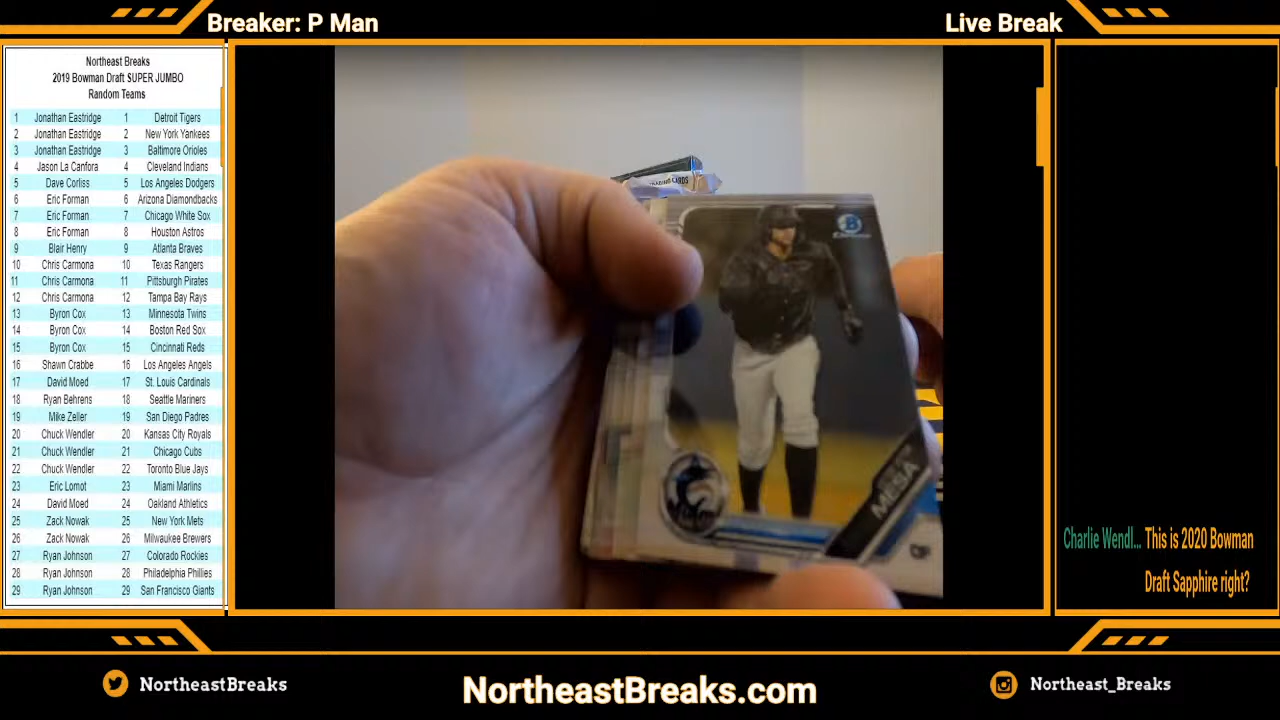 Breaker: P Man
Live Break
Northeast Breaks
2019 Bowman Draft SUPER JUMBO
Random Teams
1 Jonathan Eastridge 1 Detroit Tigers
2 Jonathan Eastridge 2 New York Yankees
3 Jonathan Eastridge 3 Baltimore Orioles
4 Jason La Canfora 4 Cleveland Indians
5 Dave Corliss 5 Los Angeles Dodgers
6 Eric Forman 6 Arizona Diamondbacks
7 Eric Forman 7 Chicago White Sox
8 Eric Forman 8 Houston Astros
9 Blair Henry 9 Atlanta Braves
10 Chris Carmona 10 Texas Rangers
11 Chris Carmona 11 Pittsburgh Pirates
12 Chris Carmona 12 Tampa Bay Rays
13 Byron Cox 13 Minnesota Twins
14 Byron Cox 14 Boston Red Sox
15 Byron Cox 15 Cincinnati Reds
16 Shawn Crabbe 16 Los Angeles Angels
17 David Moed 17 St. Louis Cardinals
18 Ryan Behrens 18 Seattle Mariners
19 Mike Zeller 19 San Diego Padres
20 Chuck Wendler 20 Kansas City Royals
21 Chuck Wendler 21 Chicago Cubs
22 Chuck Wendler 22 Toronto Blue Jays
23 Eric Lomot 23 Miami Marlins
24 David Moed 24 Oakland Athletics
25 Zack Nowak 25 New York Mets
26 Zack Nowak 26 Milwaukee Brewers
27 Ryan Johnson 27 Colorado Rockies
28 Ryan Johnson 28 Philadelphia Phillies
29 Ryan Johnson 29 San Francisco Giants
CARDS
B
Chrome
MESA
OF
Charlie Wendl... This is 2020 Bowman
Draft Sapphire right?
NortheastBreaks
NortheastBreaks.com
Northeast_Breaks